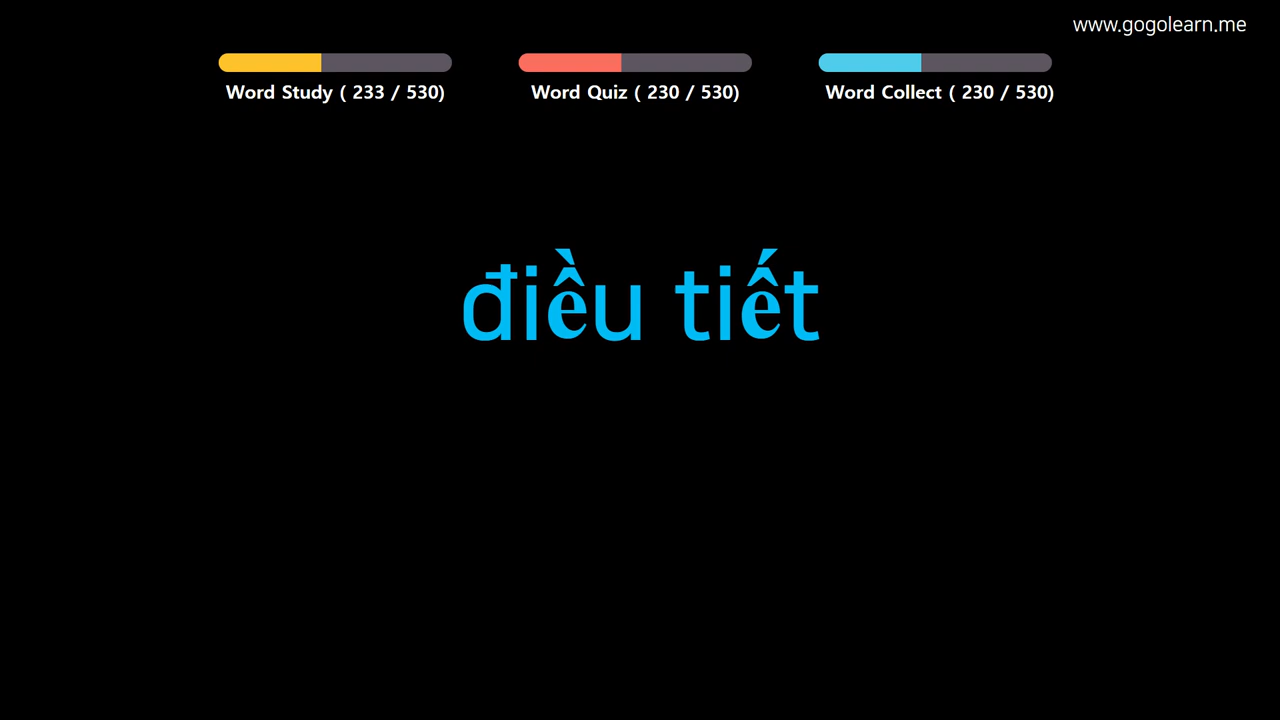 www.gogolearn.me
Word Study ( 233 / 530)
Word Quiz ( 230 / 530)
Word Collect ( 230 / 530)
điều tiết